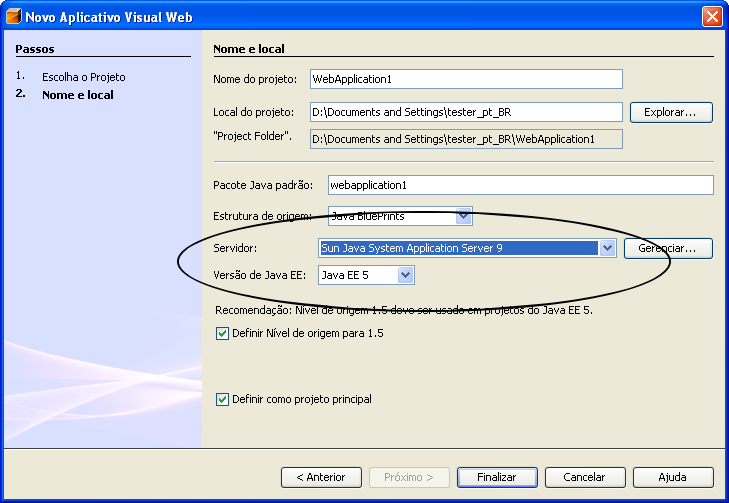 Novo Aplicativo Visual Web
Passos
1. Escolha o Projeto
2. Nome e local
Nome e local
Nome do projeto: WebApplication1
Local do projeto: D:\Documents and Settings\tester_pt_BR Explorar...
"Project Folder". D:\Documents and Settings\tester_pt_BR\WebApplication1
Pacote Java padrão: webapplication1
Estrutura de origem: Java BluePrints
Servidor: Sun Java System Application Server 9 Gerenciar...
Versão de Java EE: Java EE 5
Recomendação: Nível de origem 1.5 devo ser usado em projetos do Java EE 5.
Definir Nível de origem para 1.5
Definir como projeto principal
< Anterior Próximo > Finalizar Cancelar Ajuda